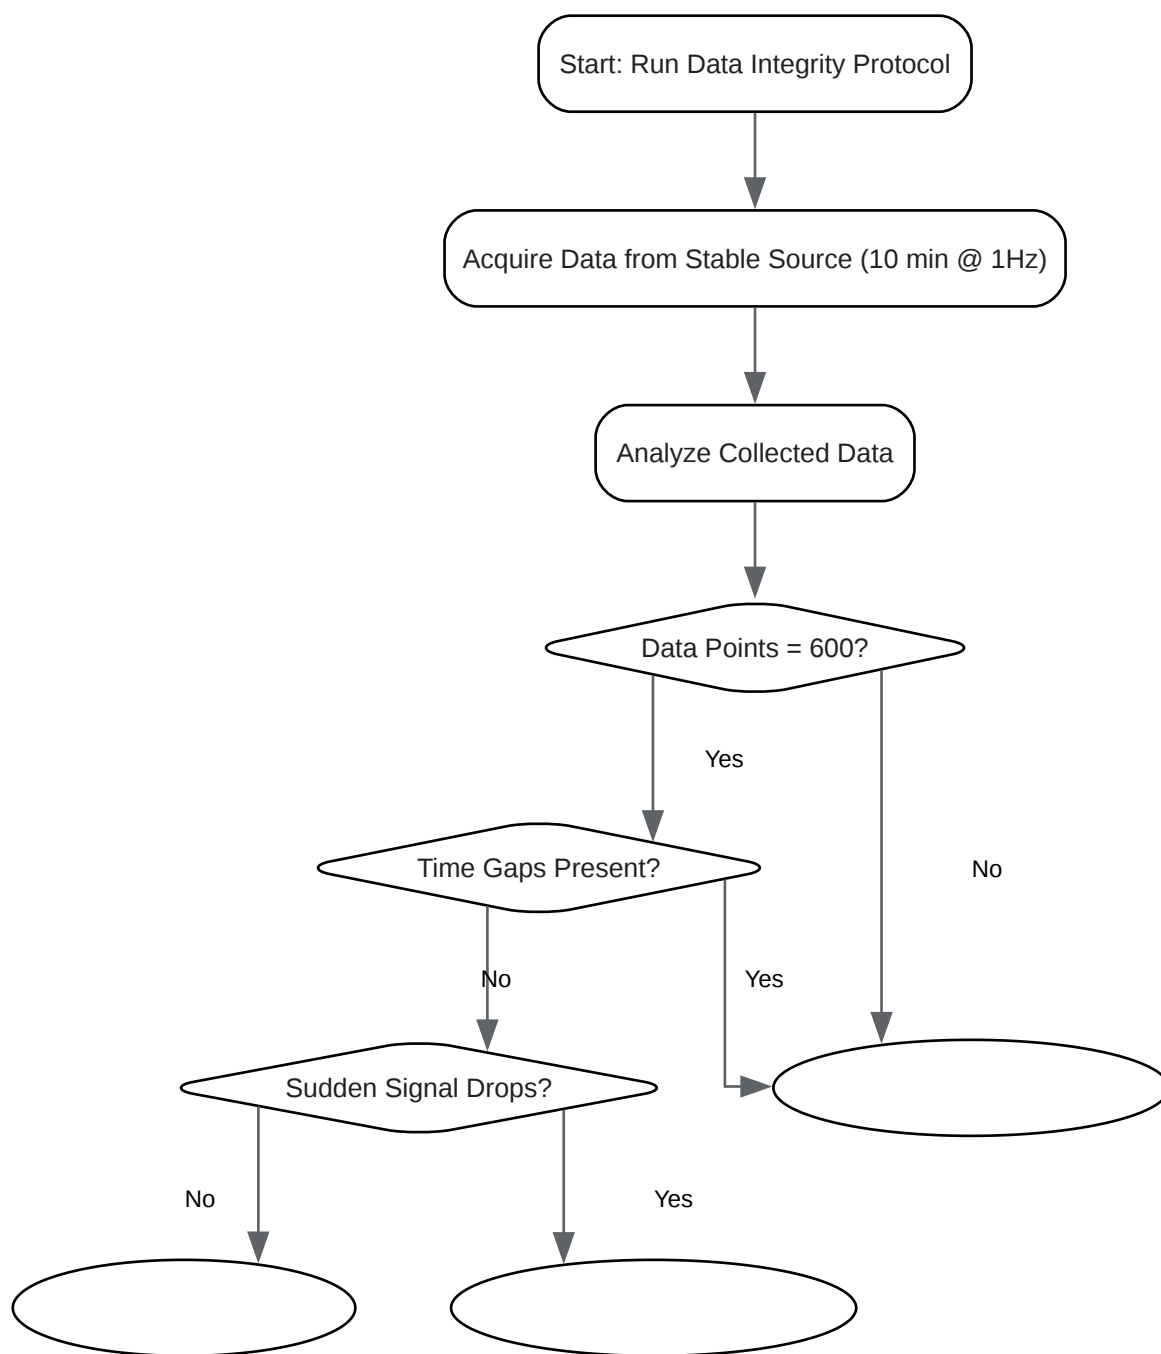 Start: Run Data Integrity Protocol
Acquire Data from Stable Source (10 min @ 1Hz)
Analyze Collected Data
Data Points = 600?
Yes
Time Gaps Present?
No
No
Yes
Sudden Signal Drops?
No
Yes